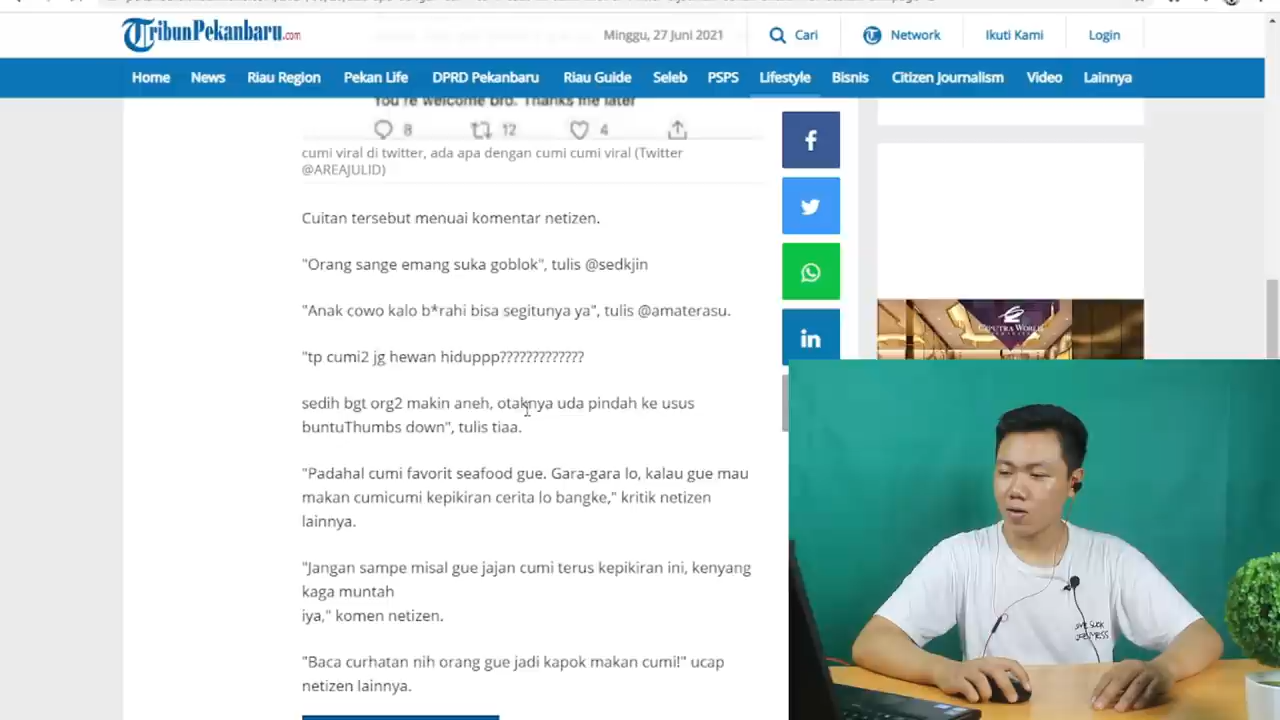 TribunPekanbaru.com
Minggu, 27 Juni 2021
Cari
Network
Ikuti Kami
Login
Home News Riau Region Pekan Life DPRD Pekanbaru Riau Guide Seleb PSPS Lifestyle Bisnis Citizen Journalism Video Lainnya
You're welcome bro. Thanks me later
8 12 4
cumi viral di twitter, ada apa dengan cumi cumi viral (Twitter
@AREAJULID)
Cuitan tersebut menuai komentar netizen.
"Orang sange emang suka goblok", tulis @sedkjin
"Anak cowo kalo b*rahi bisa segitunya ya", tulis @amaterasu.
"tp cumi2 jg hewan hiduppp?????????????
sedih bgt org2 makin aneh, otaknya uda pindah ke usus
buntuThumbs down", tulis tiaa.
"Padahal cumi favorit seafood gue. Gara-gara lo, kalau gue mau
makan cumicumi kepikiran cerita lo bangke," kritik netizen
lainnya.
"Jangan sampe misal gue jajan cumi terus kepikiran ini, kenyang
kaga muntah
iya," komen netizen.
"Baca curhatan nih orang gue jadi kapok makan cumi!" ucap
netizen lainnya.
CIPUTRA WORLD